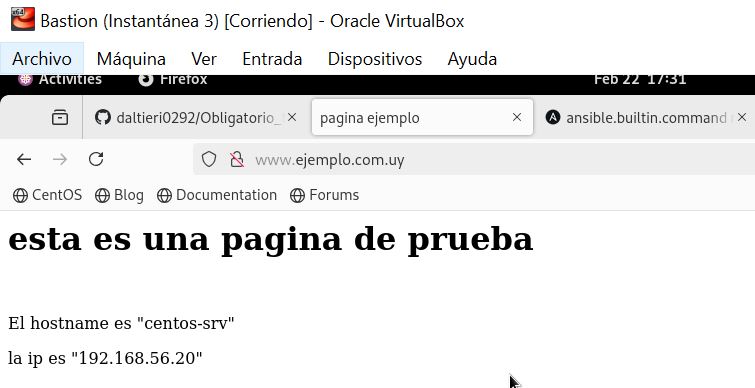 Bastion (Instantánea 3) [Corriendo] - Oracle VirtualBox
Archivo Máquina Ver Entrada Dispositivos Ayuda
Activities Firefox Feb 22 17:31
daltieri0292/Obligatorio_ pagina ejemplo ansible.builtin.command
www.ejemplo.com.uy
CentOS Blog Documentation Forums
esta es una pagina de prueba
El hostname es "centos-srv"
la ip es "192.168.56.20"